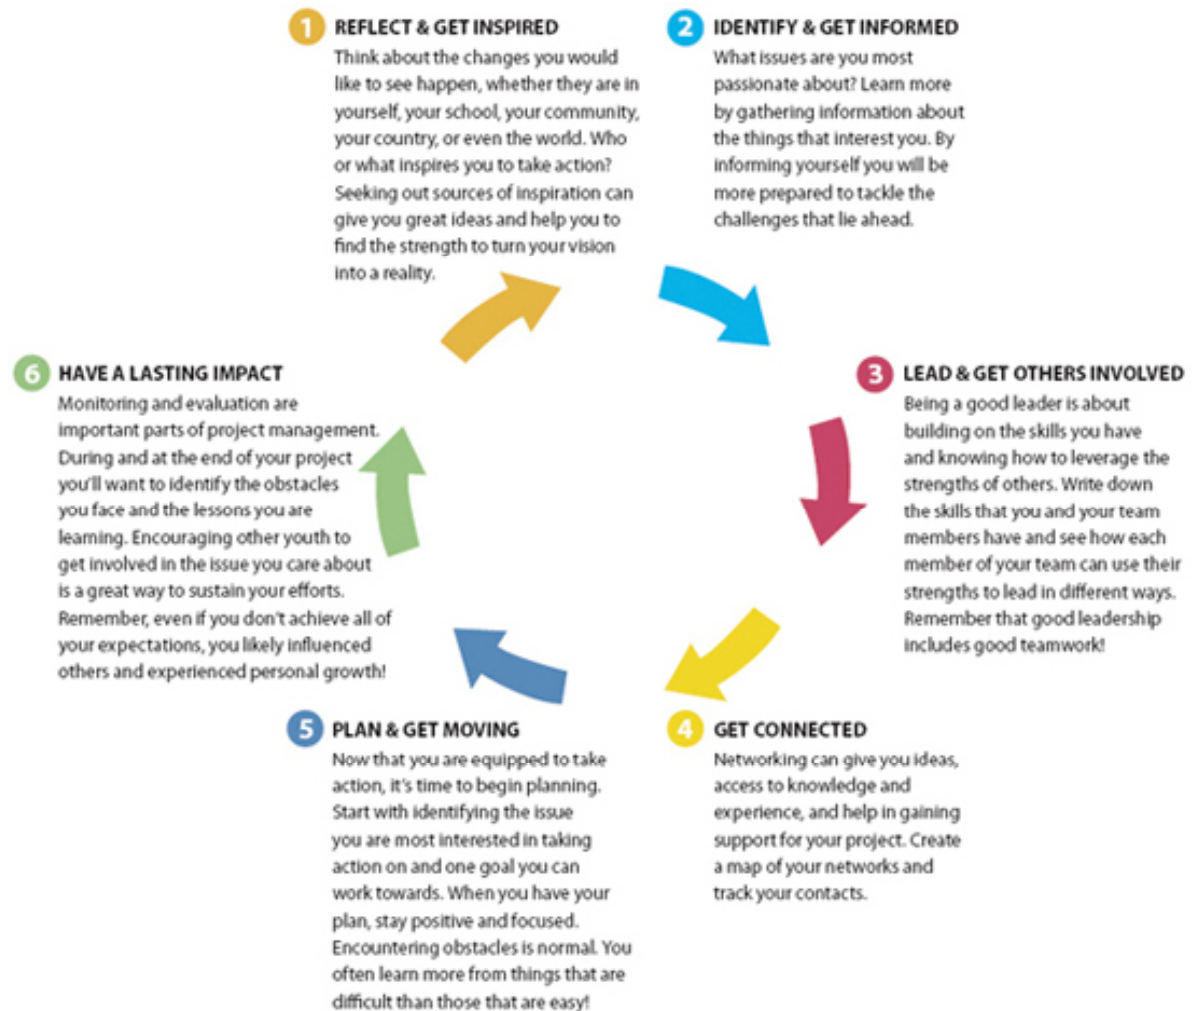 1 REFLECT & GET INSPIRED
Think about the changes you would
like to see happen, whether they are in
yourself, your school, your community,
your country, or even the world. Who
or what inspires you to take action?
Seeking out sources of inspiration can
give you great ideas and help you to
find the strength to turn your vision
into a reality.
2 IDENTIFY & GET INFORMED
What issues are you most
passionate about? Learn more
by gathering information about
the things that interest you. By
informing yourself you will be
more prepared to tackle the
challenges that lie ahead.
3 LEAD & GET OTHERS INVOLVED
Being a good leader is about
building on the skills you have
and knowing how to leverage the
strengths of others. Write down
the skills that you and your team
members have and see how each
member of your team can use their
strengths to lead in different ways.
Remember that good leadership
includes good teamwork!
4 GET CONNECTED
Networking can give you ideas,
access to knowledge and
experience, and help in gaining
support for your project. Create
a map of your networks and
track your contacts.
5 PLAN & GET MOVING
Now that you are equipped to take
action, it's time to begin planning.
Start with identifying the issue
you are most interested in taking
action on and one goal you can
work towards. When you have your
plan, stay positive and focused.
Encountering obstacles is normal. You
often learn more from things that are
difficult than those that are easy!
6 HAVE A LASTING IMPACT
Monitoring and evaluation are
important parts of project management.
During and at the end of your project
you'll want to identify the obstacles
you face and the lessons you are
learning. Encouraging other youth to
get involved in the issue you care about
is a great way to sustain your efforts.
Remember, even if you don't achieve all of
your expectations, you likely influenced
others and experienced personal growth!